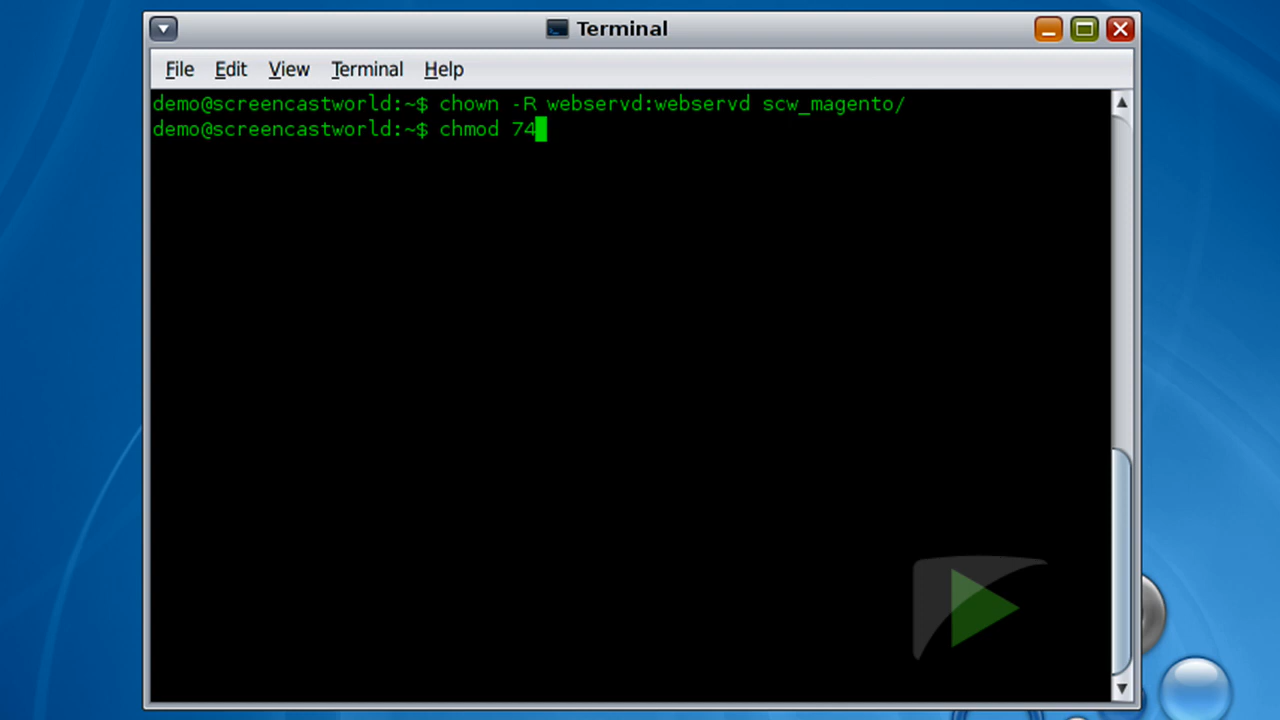 Terminal
File Edit View Terminal Help
demo@screencastworld:~$ chown -R webservd:webservd scw_magento/
demo@screencastworld:~$ chmod 74